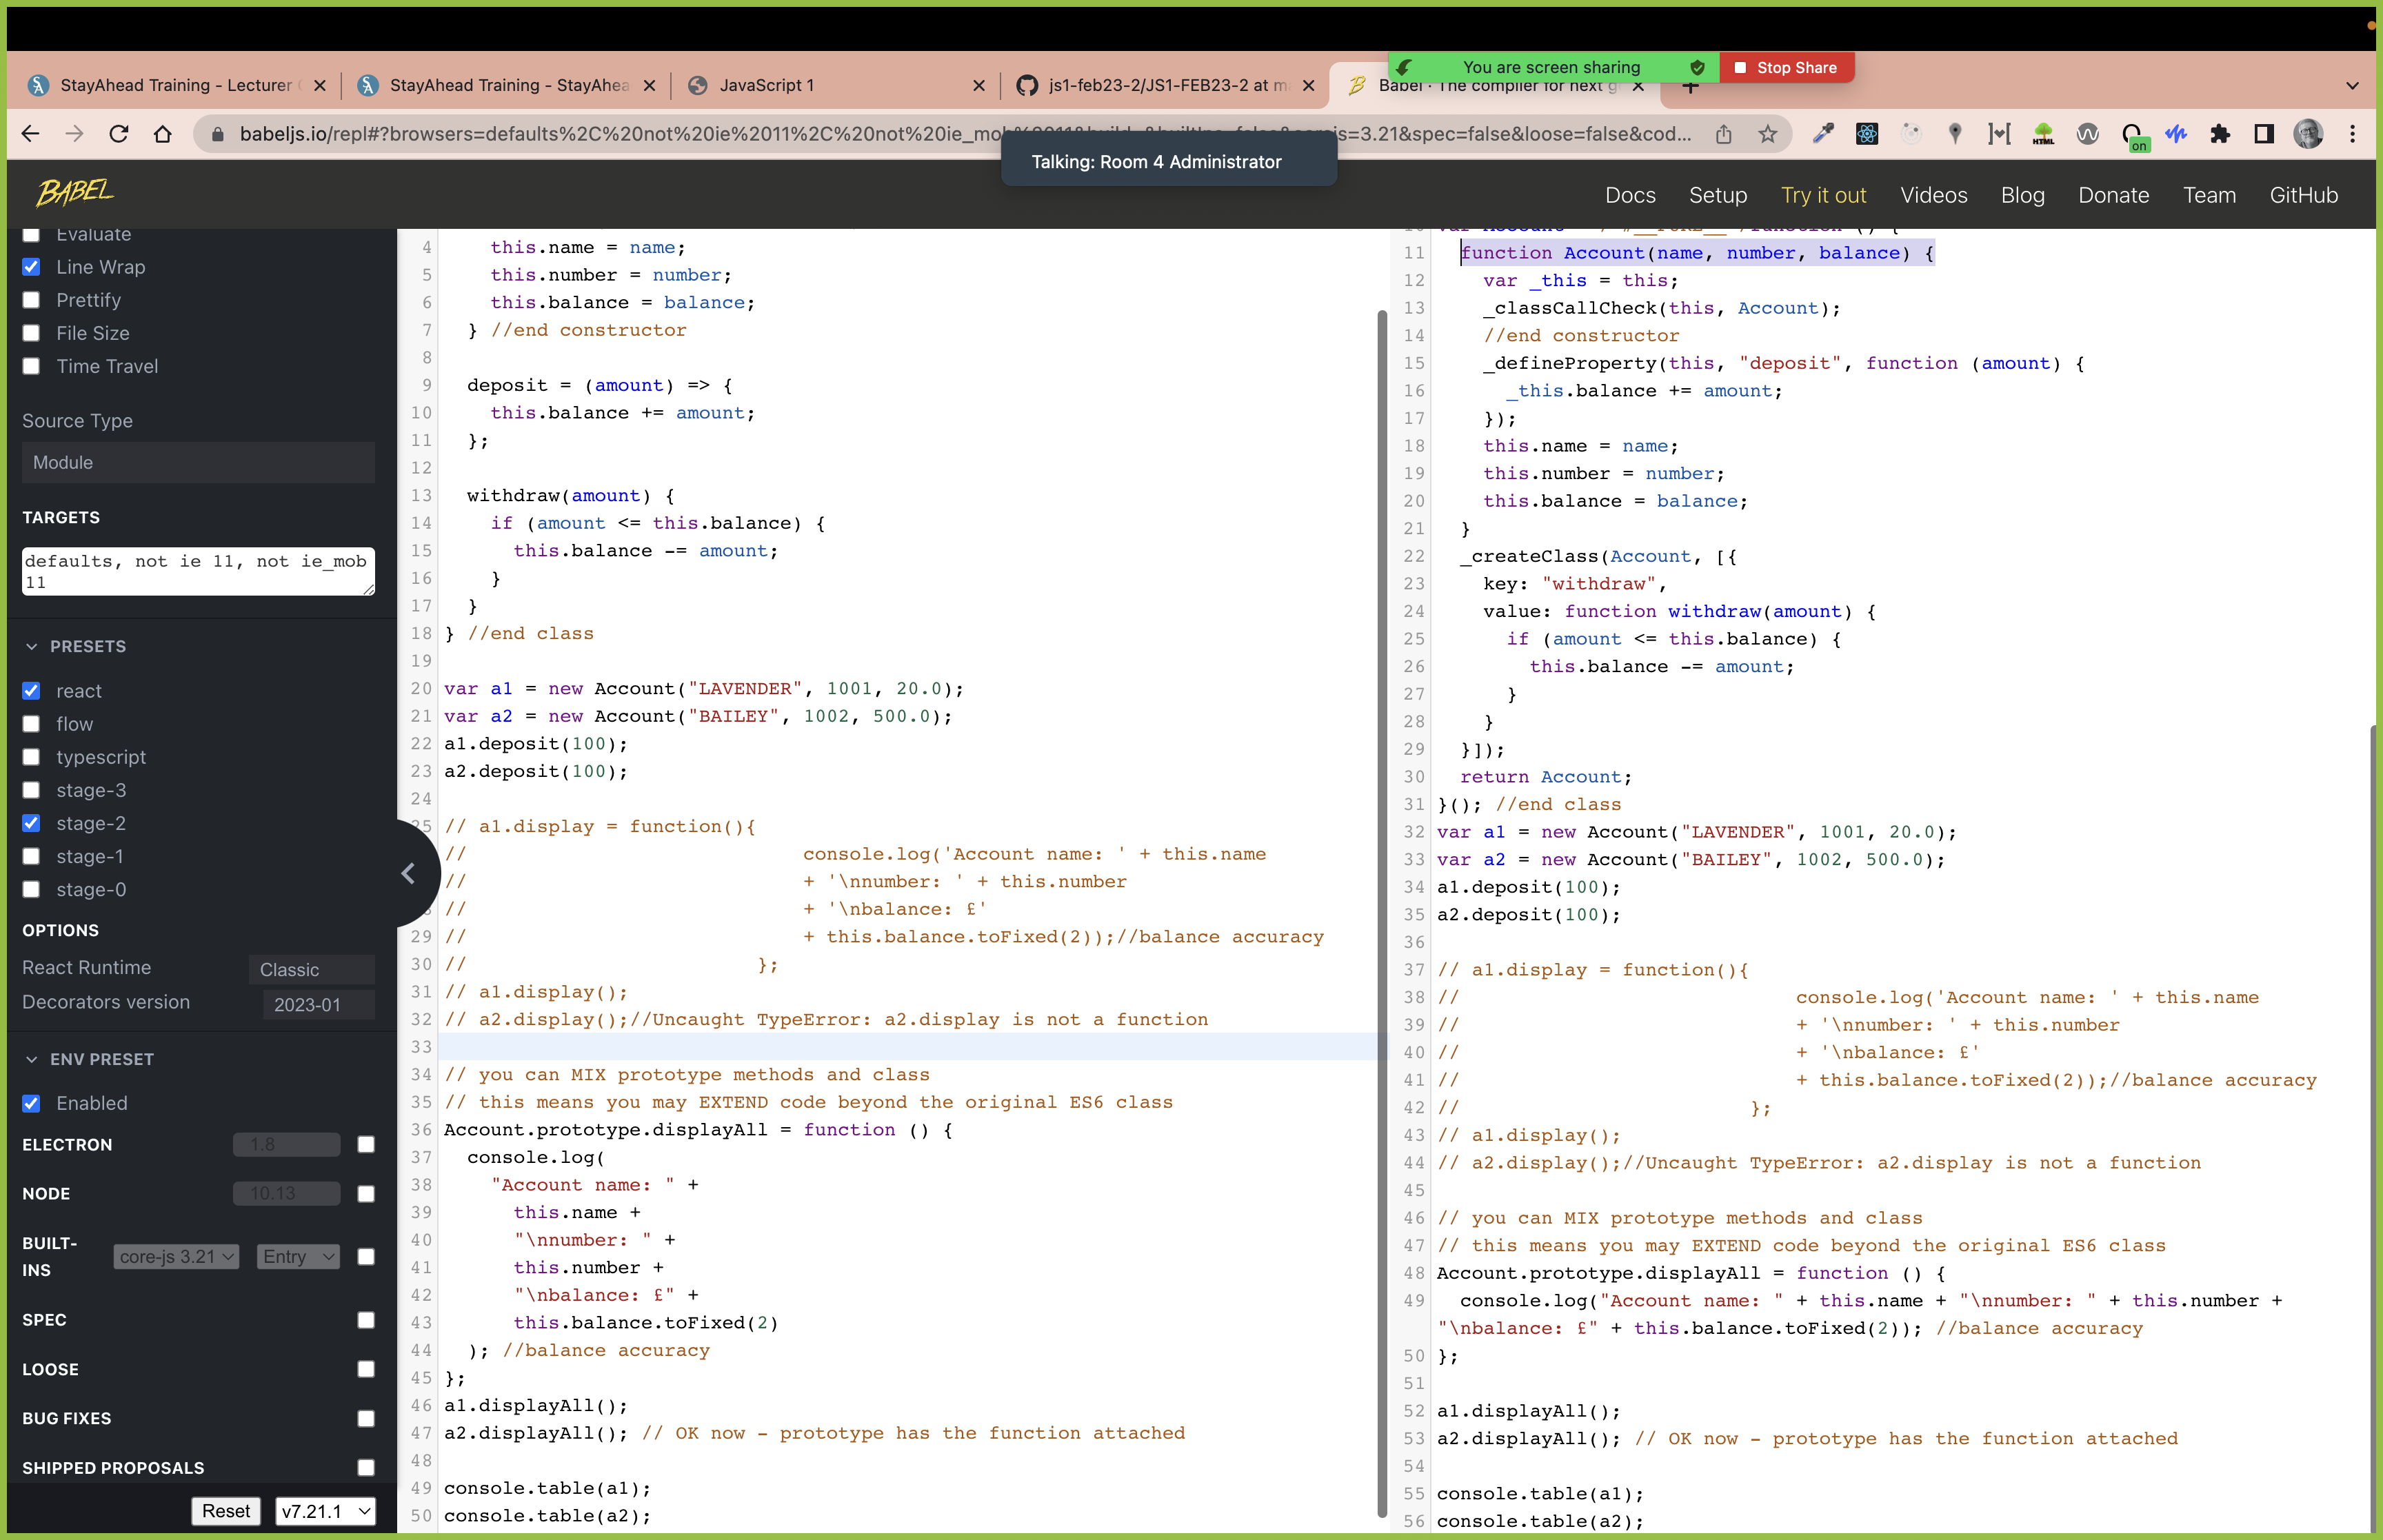 You are screen sharing
Stop Share
StayAhead Training - Lecturer
StayAhead Training - StayAhea
JavaScript 1
js1-feb23-2/JS1-FEB23-2 at m
Babel · The compiler for next g
babeljs.io/repl#?browsers=defaults%2C%20not%20ie%2011%2C%20not%20ie_mob
s=3.21&spec=false&loose=false&cod...
on
Talking: Room 4 Administrator
BABEL
Docs
Setup
Try it out
Videos
Blog
Donate
Team
GitHub
Evaluate
Line Wrap
Prettify
File Size
Time Travel
Source Type
Module
TARGETS
defaults, not ie 11, not ie_mob
11
PRESETS
react
flow
typescript
stage-3
stage-2
stage-1
stage-0
OPTIONS
React Runtime Classic
Decorators version 2023-01
ENV PRESET
Enabled
ELECTRON 1.8
NODE 10.13
BUILT-
INS core-js 3.21 Entry
SPEC
LOOSE
BUG FIXES
SHIPPED PROPOSALS
Reset v7.21.1
4 this.name = name;
5 this.number = number;
6 this.balance = balance;
7 } //end constructor
8
9 deposit = (amount) => {
10 this.balance += amount;
11 };
12
13 withdraw(amount) {
14 if (amount <= this.balance) {
15 this.balance -= amount;
16 }
17 }
18 } //end class
19
20 var a1 = new Account("LAVENDER", 1001, 20.0);
21 var a2 = new Account("BAILEY", 1002, 500.0);
22 a1.deposit(100);
23 a2.deposit(100);
24
// a1.display = function(){
// console.log('Account name: ' + this.name
// + '\nnumber: ' + this.number
// + '\nbalance: £'
29 // + this.balance.toFixed(2));//balance accuracy
30 // };
31 // a1.display();
32 // a2.display();//Uncaught TypeError: a2.display is not a function
33
34 // you can MIX prototype methods and class
35 // this means you may EXTEND code beyond the original ES6 class
36 Account.prototype.displayAll = function () {
37 console.log(
38 "Account name: " +
39 this.name +
40 "\nnumber: " +
41 this.number +
42 "\nbalance: £" +
43 this.balance.toFixed(2)
44 ); //balance accuracy
45 };
46 a1.displayAll();
47 a2.displayAll(); // OK now - prototype has the function attached
48
49 console.table(a1);
50 console.table(a2);
11 function Account(name, number, balance) {
12 var _this = this;
13 _classCallCheck(this, Account);
14 //end constructor
15 _defineProperty(this, "deposit", function (amount) {
16 _this.balance += amount;
17 });
18 this.name = name;
19 this.number = number;
20 this.balance = balance;
21 }
22 _createClass(Account, [{
23 key: "withdraw",
24 value: function withdraw(amount) {
25 if (amount <= this.balance) {
26 this.balance -= amount;
27 }
28 }
29 }]);
30 return Account;
31 }(); //end class
32 var a1 = new Account("LAVENDER", 1001, 20.0);
33 var a2 = new Account("BAILEY", 1002, 500.0);
34 a1.deposit(100);
35 a2.deposit(100);
36
37 // a1.display = function(){
38 // console.log('Account name: ' + this.name
39 // + '\nnumber: ' + this.number
40 // + '\nbalance: £'
41 // + this.balance.toFixed(2));//balance accuracy
42 // };
43 // a1.display();
44 // a2.display();//Uncaught TypeError: a2.display is not a function
45
46 // you can MIX prototype methods and class
47 // this means you may EXTEND code beyond the original ES6 class
48 Account.prototype.displayAll = function () {
49 console.log("Account name: " + this.name + "\nnumber: " + this.number +
"\nbalance: £" + this.balance.toFixed(2)); //balance accuracy
50 };
51
52 a1.displayAll();
53 a2.displayAll(); // OK now - prototype has the function attached
54
55 console.table(a1);
56 console.table(a2);